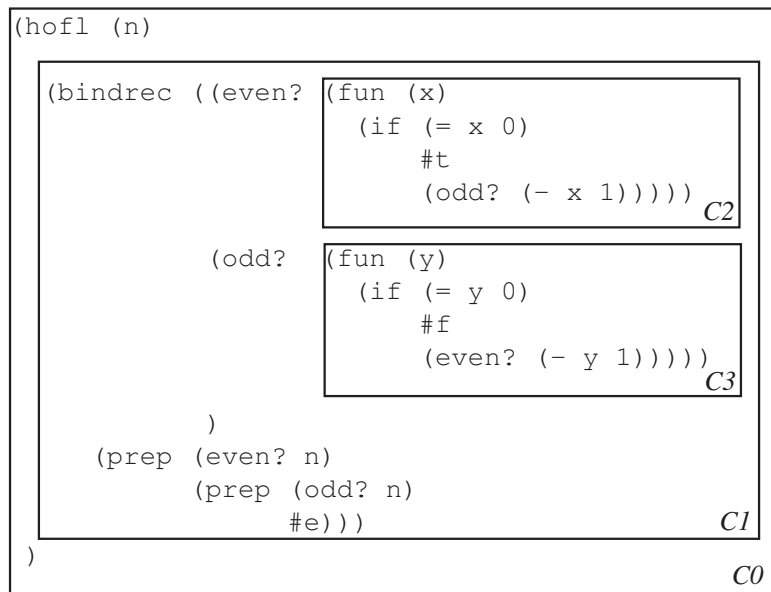 (hofl (n)
(bindrec ((even? (fun (x)
(if (= x 0)
#t
(odd? (- x 1)))))
C2
(odd? (fun (y)
(if (= y 0)
#f
(even? (- y 1)))))
C3
)
(prep (even? n)
(prep (odd? n)
#e)))
C1
)
C0